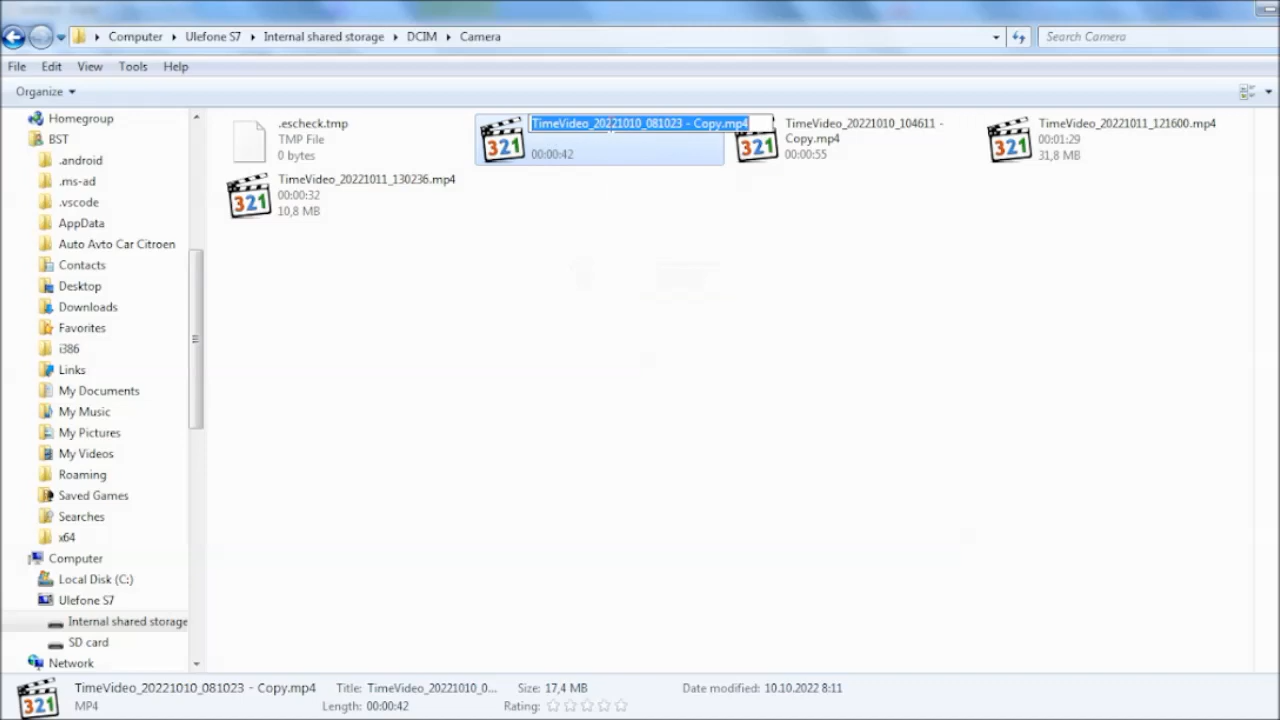 Computer Ulefone S7 Internal shared storage DCIM Camera
Search Camera
File Edit View Tools Help
Organize
Homegroup
BST
.android
.ms-ad
.vscode
AppData
Auto Avto Car Citroen
Contacts
Desktop
Downloads
Favorites
i386
Links
My Documents
My Music
My Pictures
My Videos
Roaming
Saved Games
Searches
x64
Computer
Local Disk (C:)
Ulefone S7
Internal shared storage
SD card
Network
.escheck.tmp
TMP File
0 bytes
321
TimeVideo_20221010_081023 - Copy.mp4
00:00:42
321
TimeVideo_20221010_104611 -
Copy.mp4
00:00:55
321
TimeVideo_20221011_121600.mp4
00:01:29
31,8 MB
321
TimeVideo_20221011_130236.mp4
00:00:32
10,8 MB
321
TimeVideo_20221010_081023 - Copy.mp4
MP4
Title: TimeVideo_20221010_0...
Length: 00:00:42
Size: 17,4 MB
Rating:
Date modified: 10.10.2022 8:11